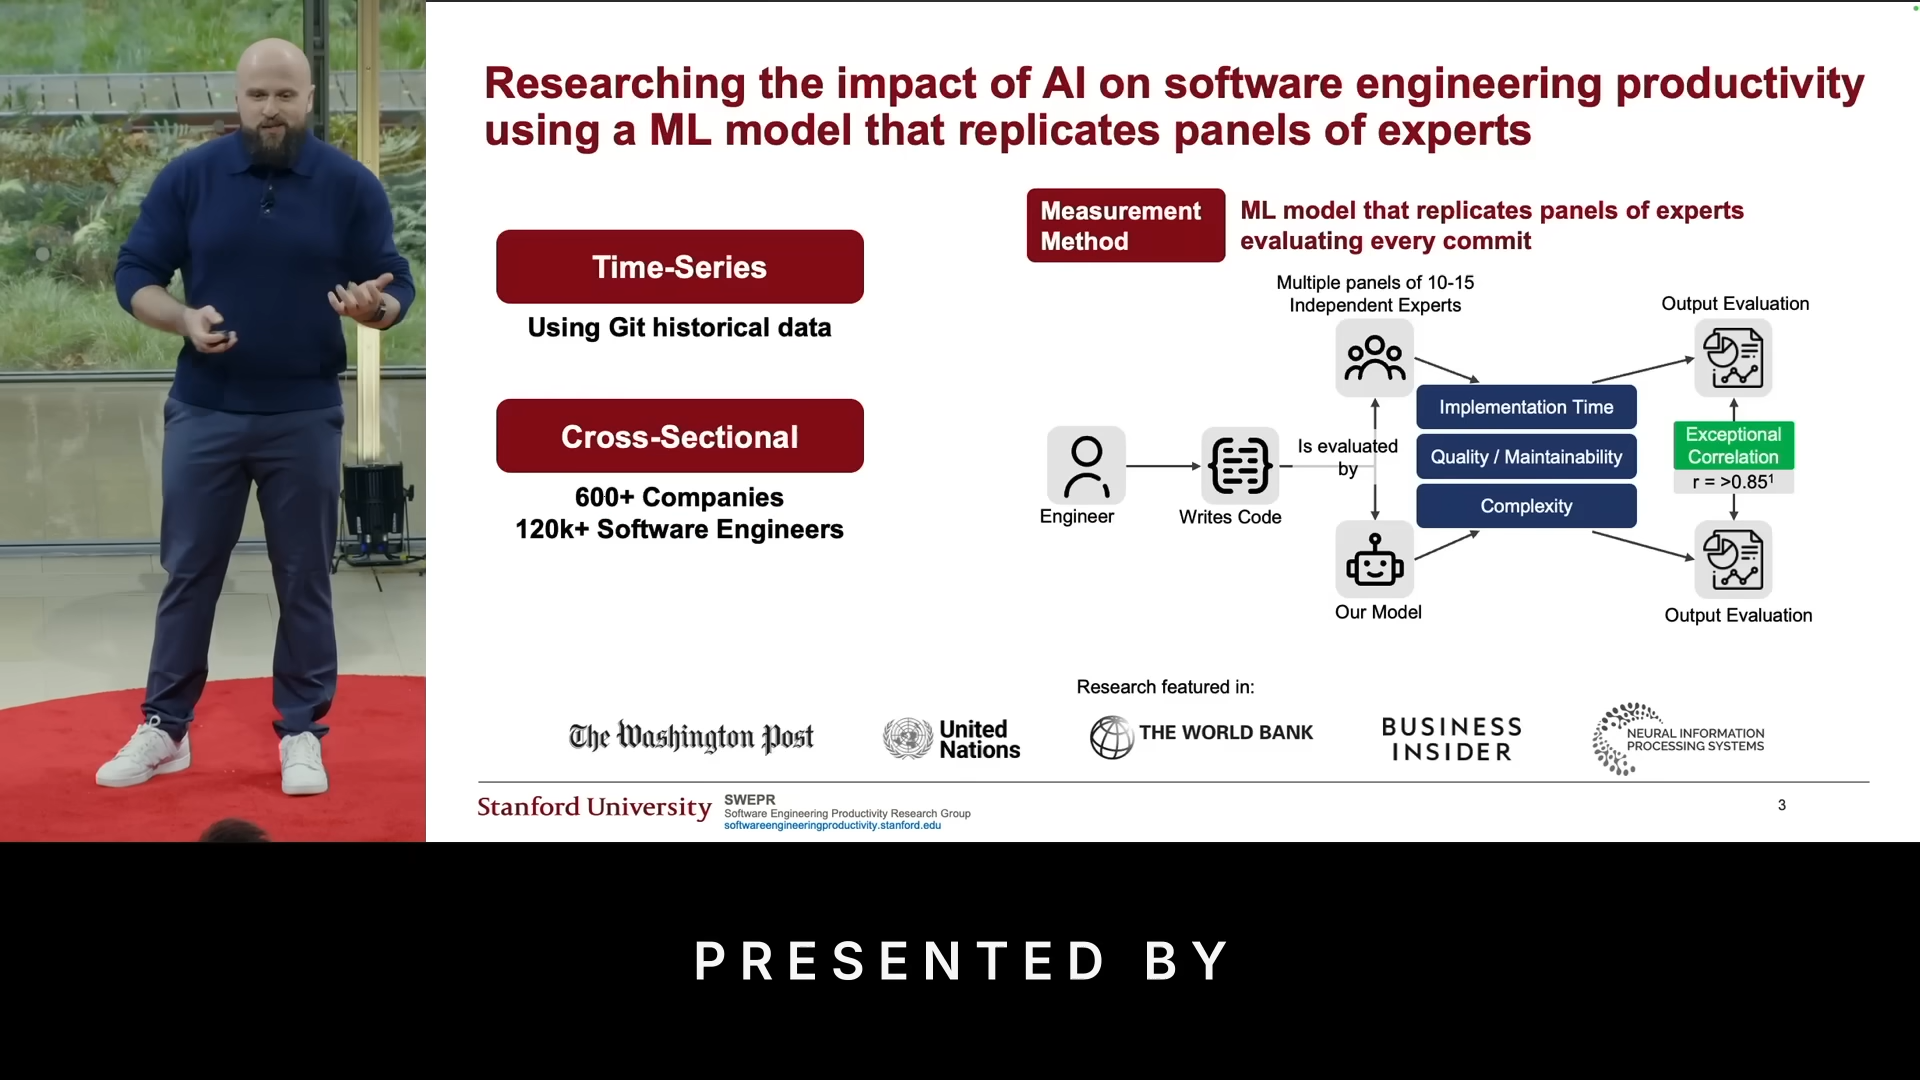 Researching the impact of AI on software engineering productivity
using a ML model that replicates panels of experts
Time-Series
Using Git historical data
Cross-Sectional
600+ Companies
120k+ Software Engineers
Measurement
Method
ML model that replicates panels of experts
evaluating every commit
Multiple panels of 10-15
Independent Experts
Output Evaluation
Implementation Time
Quality / Maintainability
Complexity
Exceptional
Correlation
r = >0.85¹
Is evaluated
by
Engineer
Writes Code
Our Model
Output Evaluation
Research featured in:
The Washington Post
United
Nations
THE WORLD BANK
BUSINESS
INSIDER
NEURAL INFORMATION
PROCESSING SYSTEMS
Stanford University
SWEPR
Software Engineering Productivity Research Group
softwareengineeringproductivity.stanford.edu
3
PRESENTED BY